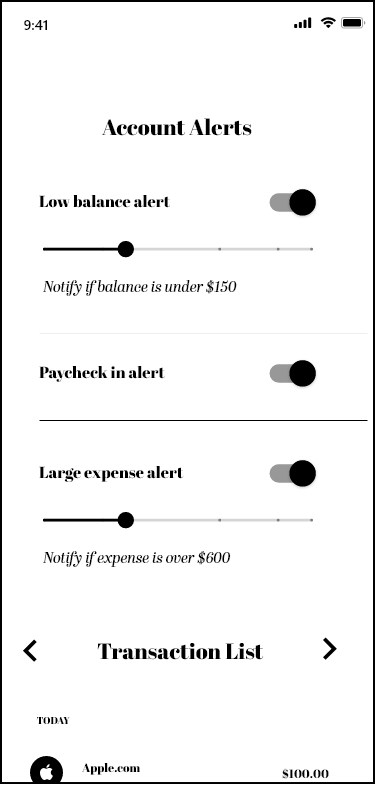 9:41
Account Alerts
Low balance alert
Notify if balance is under $150
Paycheck in alert
Large expense alert
Notify if expense is over $600
Transaction List
TODAY
Apple.com
$100.00